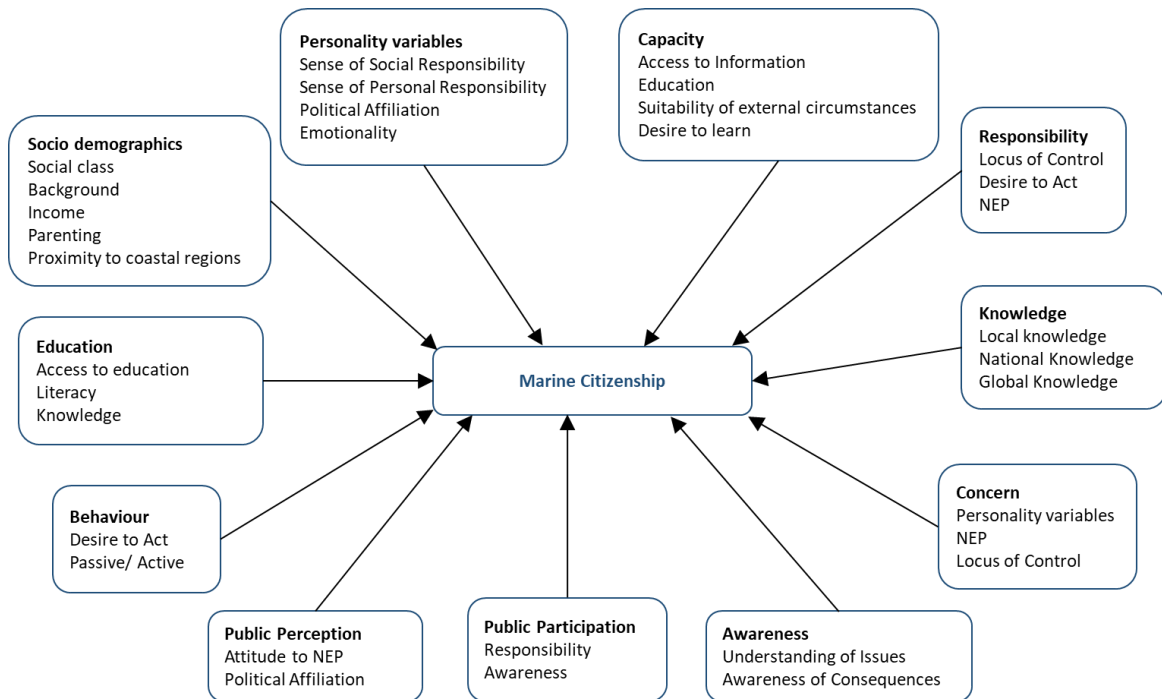 Personality variables
Sense of Social Responsibility
Sense of Personal Responsibility
Political Affiliation
Emotionality
Capacity
Access to Information
Education
Suitability of external circumstances
Desire to learn
Socio demographics
Social class
Background
Income
Parenting
Proximity to coastal regions
Responsibility
Locus of Control
Desire to Act
NEP
Education
Access to education
Literacy
Knowledge
Marine Citizenship
Knowledge
Local knowledge
National Knowledge
Global Knowledge
Behaviour
Desire to Act
Passive/ Active
Concern
Personality variables
NEP
Locus of Control
Public Perception
Attitude to NEP
Political Affiliation
Public Participation
Responsibility
Awareness
Awareness
Understanding of Issues
Awareness of Consequences